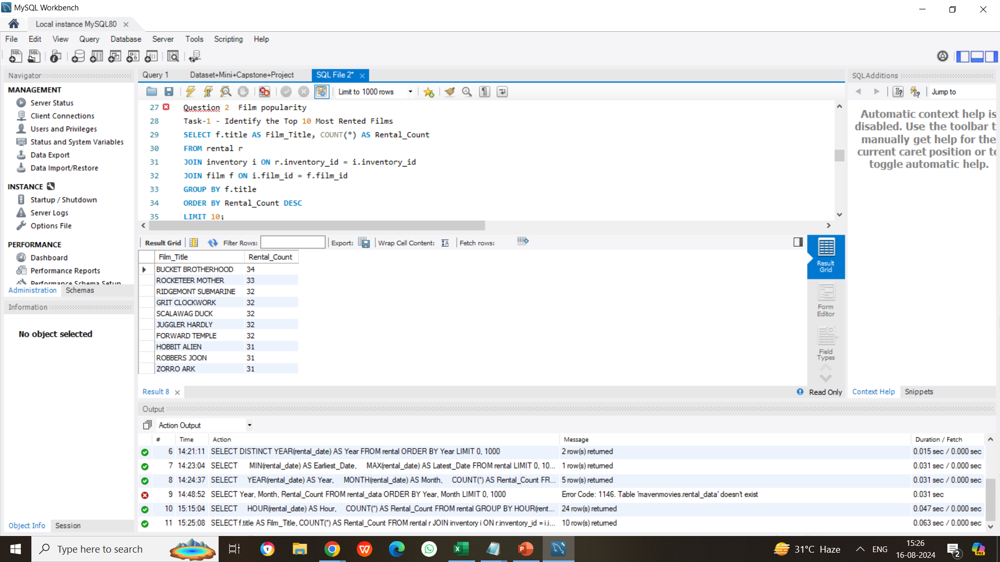 MySQL Workbench
Local instance MySQL80
File Edit View Query Database Server Tools Scripting Help
Navigator
MANAGEMENT
Server Status
Client Connections
Users and Privileges
Status and System Variables
Data Export
Data Import/Restore
INSTANCE
Startup / Shutdown
Server Logs
Options File
PERFORMANCE
Dashboard
Performance Reports
Performance Schema Setup
Administration Schemas
Information
No object selected
Object Info Session
Query 1 Dataset+Mini+Capstone+Project SQL File 2*
Limit to 1000 rows
27 Question 2  Film popularity
28 Task-1 - Identify the Top 10 Most Rented Films
29 SELECT f.title AS Film_Title, COUNT(*) AS Rental_Count
30 FROM rental r
31 JOIN inventory i ON r.inventory_id = i.inventory_id
32 JOIN film f ON i.film_id = f.film_id
33 GROUP BY f.title
34 ORDER BY Rental_Count DESC
35 LIMIT 10;
Result Grid Filter Rows: Export: Wrap Cell Content: Fetch rows:
Film_Title Rental_Count
BUCKET BROTHERHOOD 34
ROCKETEER MOTHER 33
RIDGEMONT SUBMARINE 32
GRIT CLOCKWORK 32
SCALAWAG DUCK 32
JUGGLER HARDLY 32
FORWARD TEMPLE 32
HOBBIT ALIEN 31
ROBBERS JOON 31
ZORRO ARK 31
Result Grid
Form Editor
Field Types
Result 8
Read Only
SQLAdditions
Jump to
Automatic context help is
disabled. Use the toolbar t
manually get help for the
current caret position or to
toggle automatic help.
Context Help Snippets
Output
Action Output
# Time Action Message Duration / Fetch
6 14:21:11 SELECT DISTINCT YEAR(rental_date) AS Year FROM rental ORDER BY Year LIMIT 0, 1000 2 row(s) returned 0.015 sec / 0.000 sec
7 14:23:04 SELECT MIN(rental_date) AS Earliest_Date, MAX(rental_date) AS Latest_Date FROM rental LIMIT 0, 10... 1 row(s) returned 0.031 sec / 0.000 sec
8 14:24:37 SELECT YEAR(rental_date) AS Year, MONTH(rental_date) AS Month, COUNT(*) AS Rental_Count FR... 5 row(s) returned 0.031 sec / 0.000 sec
9 14:48:52 SELECT Year, Month, Rental_Count FROM rental_data ORDER BY Year, Month LIMIT 0, 1000 Error Code: 1146. Table 'mavenmovies.rental_data' doesn't exist 0.031 sec
10 15:15:04 SELECT HOUR(rental_date) AS Hour, COUNT(*) AS Rental_Count FROM rental GROUP BY HOUR(rent... 24 row(s) returned 0.047 sec / 0.000 sec
11 15:25:08 SELECT f.title AS Film_Title, COUNT(*) AS Rental_Count FROM rental r JOIN inventory i ON r.inventory_id = i.i... 10 row(s) returned 0.063 sec / 0.000 sec
Type here to search
31°C Haze
ENG
15:26
16-08-2024
2
PRE